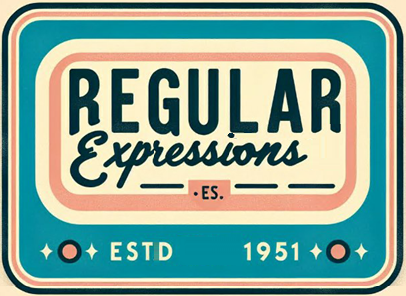 REGULAR
Expressions
·ES.
ESTD 1951